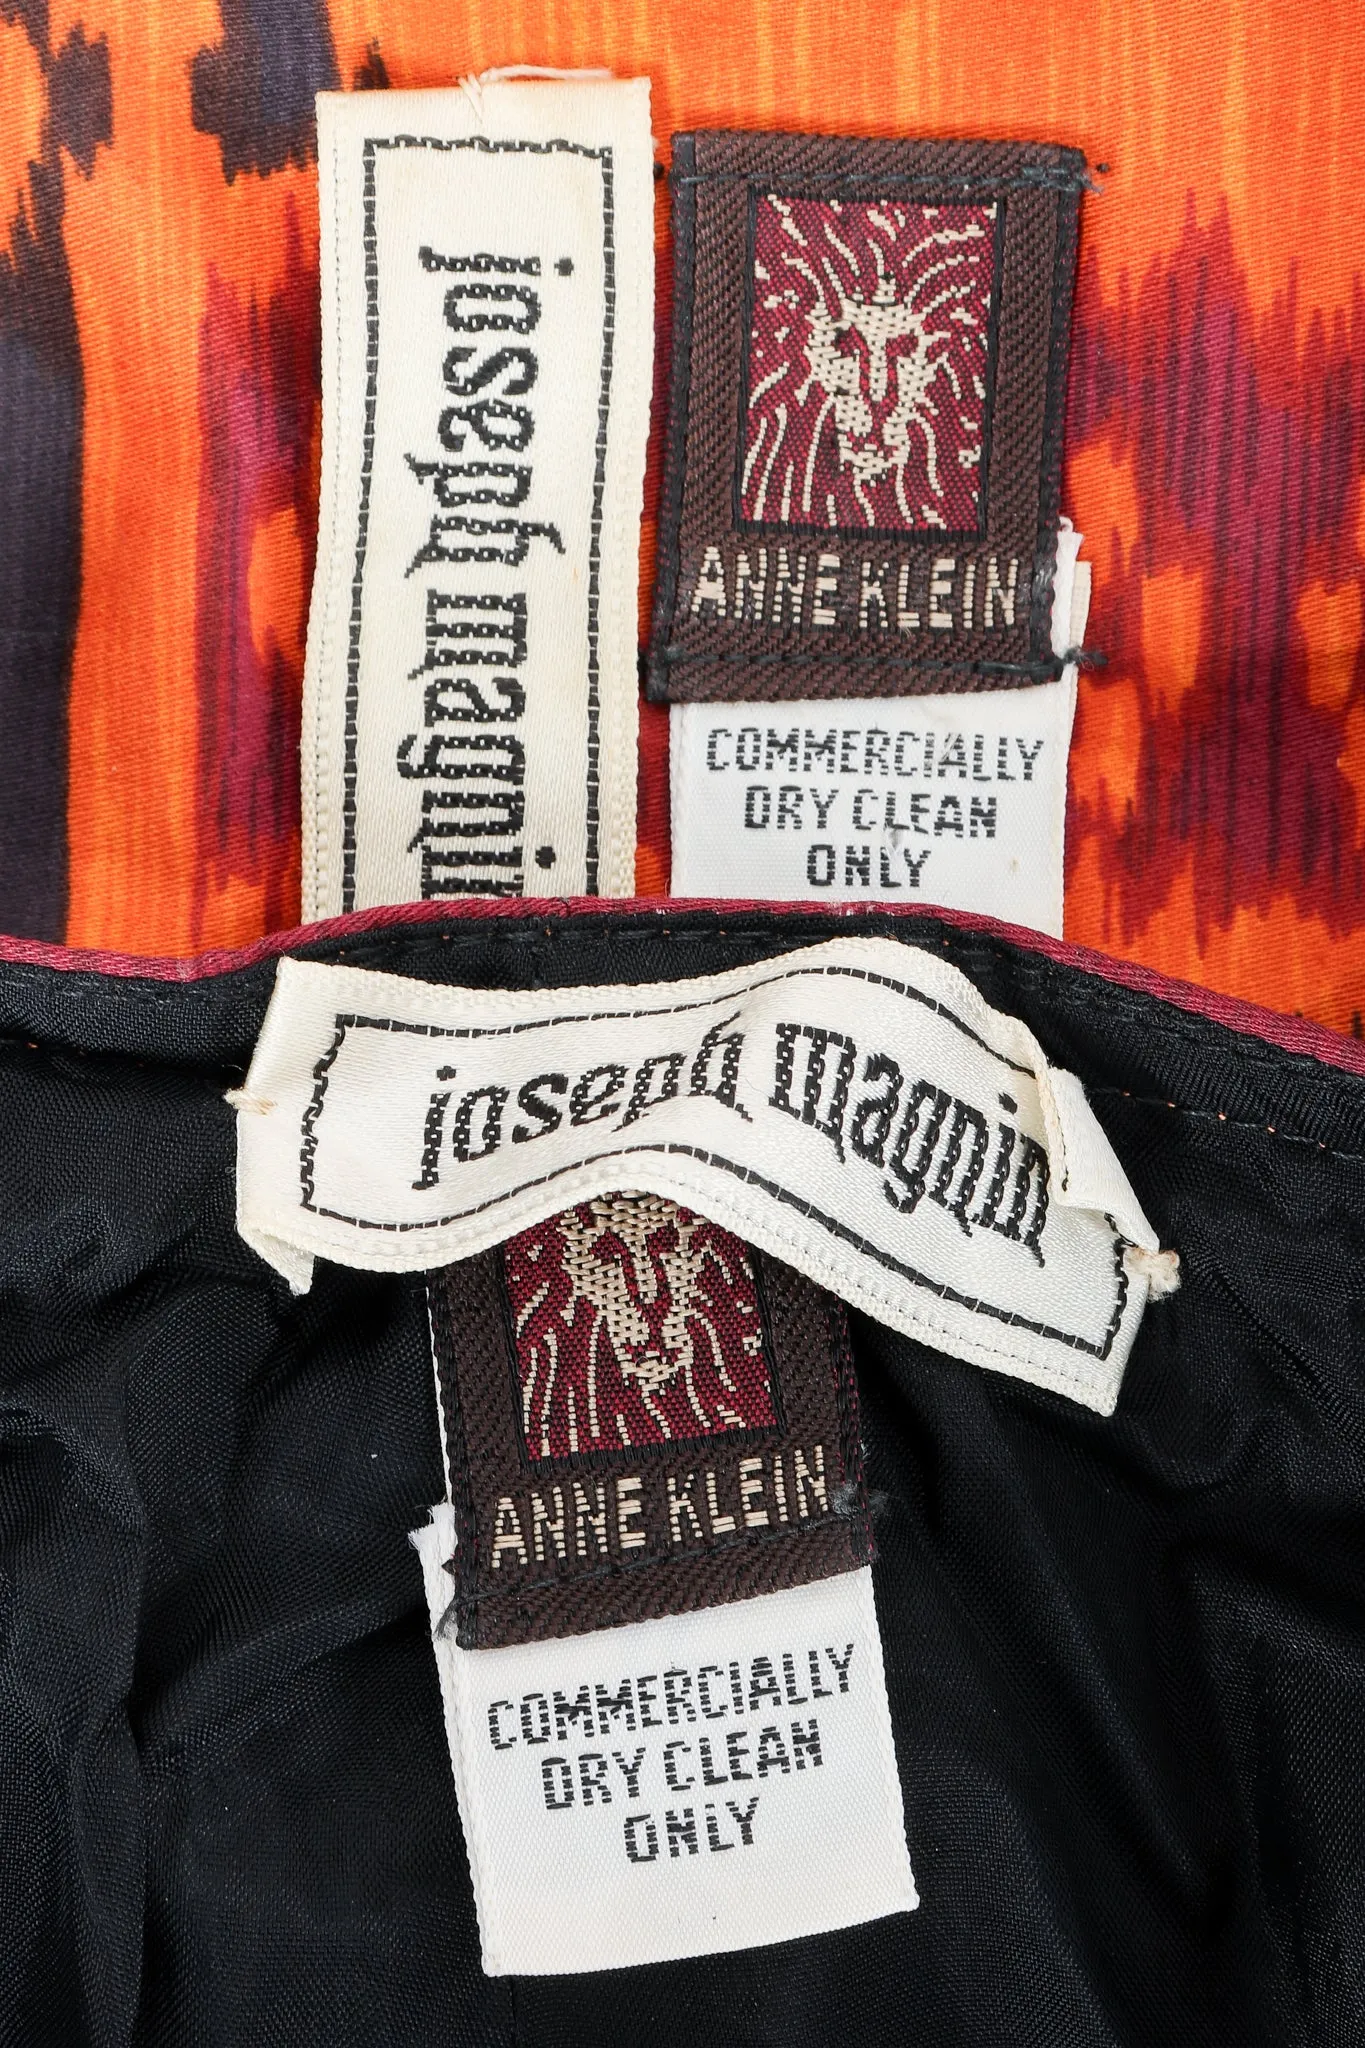 joseph magnin
ANNE KLEIN
COMMERCIALLY
DRY CLEAN
ONLY
joseph magnin
ANNE KLEIN
COMMERCIALLY
DRY CLEAN
ONLY